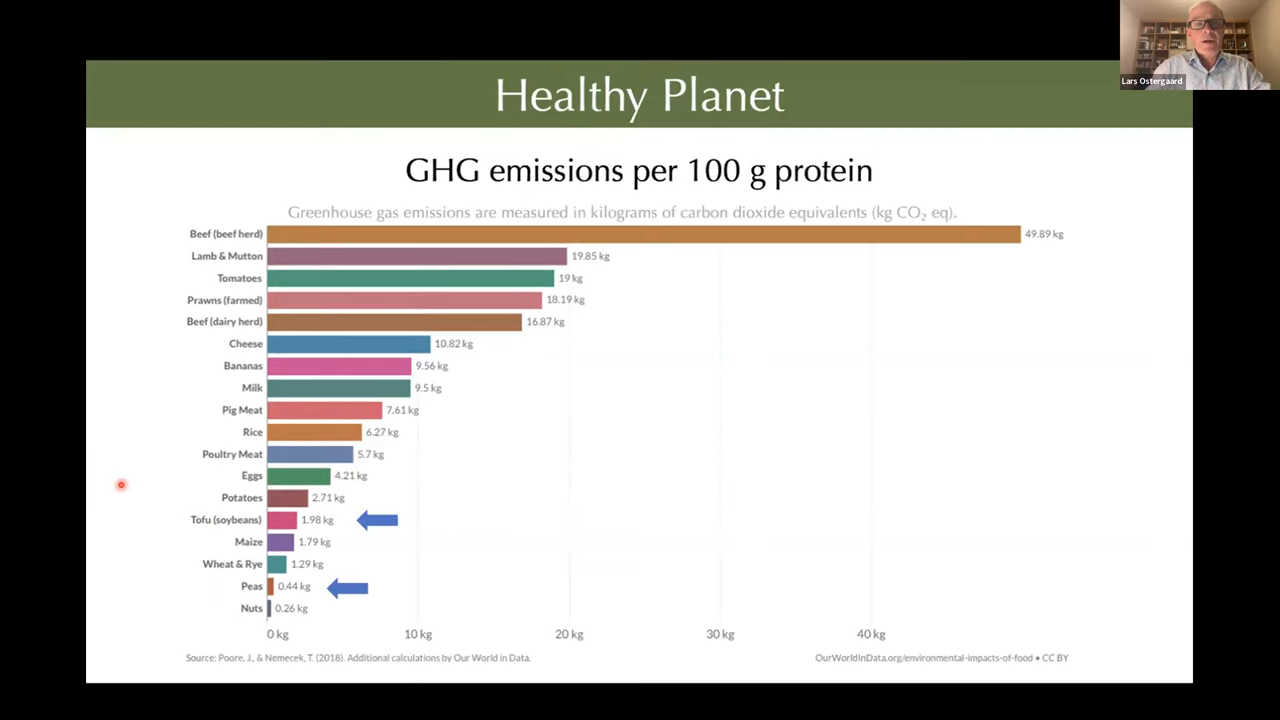 Lars Ostergaard
Healthy Planet
GHG emissions per 100 g protein
Greenhouse gas emissions are measured in kilograms of carbon dioxide equivalents (kg CO₂ eq).
Beef (beef herd) 49.89 kg
Lamb & Mutton 19.85 kg
Tomatoes 19 kg
Prawns (farmed) 18.19 kg
Beef (dairy herd) 16.87 kg
Cheese 10.82 kg
Bananas 9.56 kg
Milk 9.5 kg
Pig Meat 7.61 kg
Rice 6.27 kg
Poultry Meat 5.7 kg
Eggs 4.21 kg
Potatoes 2.71 kg
Tofu (soybeans) 1.98 kg
Maize 1.79 kg
Wheat & Rye 1.29 kg
Peas 0.44 kg
Nuts 0.26 kg
0 kg 10 kg 20 kg 30 kg 40 kg
Source: Poore, J., & Nemecek, T. (2018). Additional calculations by Our World in Data. OurWorldInData.org/environmental-impacts-of-food • CC BY